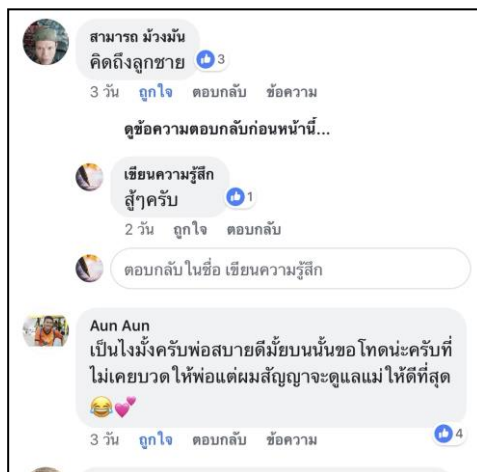 สามารถ ม้วงมัน
คิดถึงลูกชาย 3
3 วัน ถูกใจ ตอบกลับ ข้อความ
ดูข้อความตอบกลับก่อนหน้านี้...
เขียนความรู้สึก
สู้ๆครับ 1
2 วัน ถูกใจ ตอบกลับ
ตอบกลับในชื่อ เขียนความรู้สึก
Aun Aun
เป็นไงมั้งครับพ่อสบายดีมั้ยบนนั้นขอโทดน่ะครับที่
ไม่เคยบวดให้พ่อแต่ผมสัญญาจะดูแลแม่ให้ดีที่สุด
😂💕
3 วัน ถูกใจ ตอบกลับ ข้อความ 4